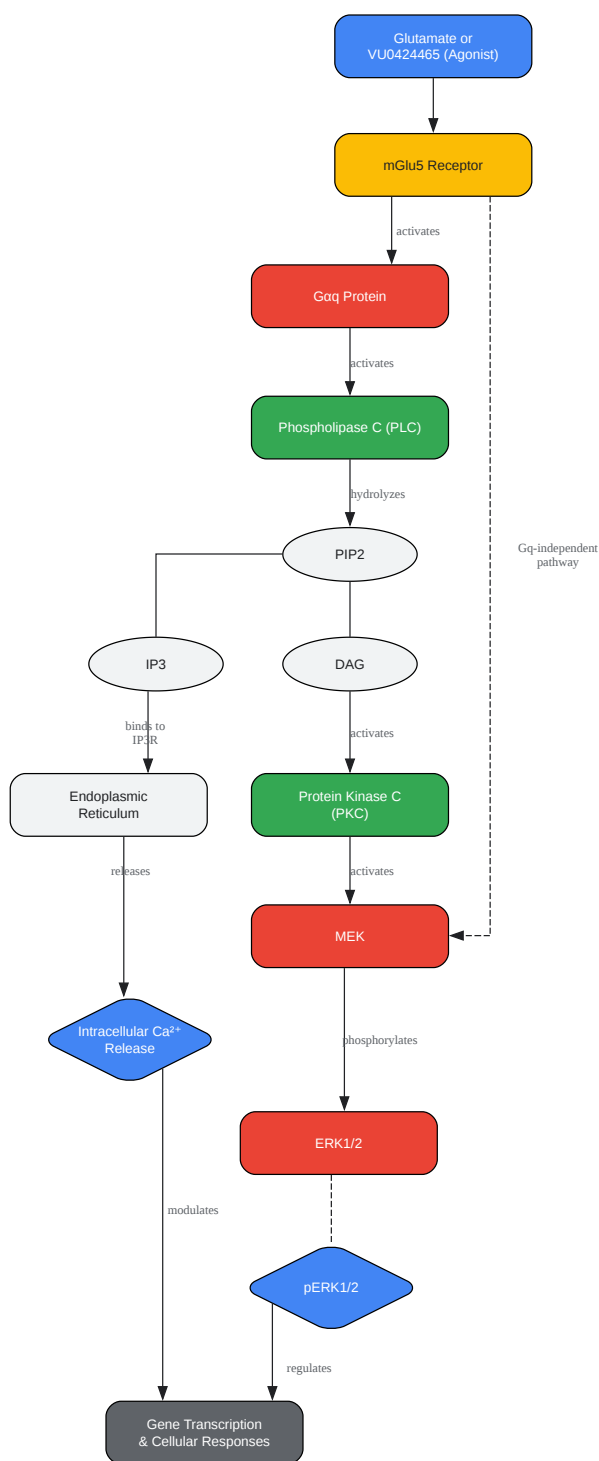 Glutamate or
VU0424465 (Agonist)
mGlu5 Receptor
activates
Gαq Protein
activates
Phospholipase C (PLC)
hydrolyzes
PIP2
Gq-independent
pathway
IP3
DAG
binds to
IP3R
activates
Endoplasmic
Reticulum
Protein Kinase C
(PKC)
releases
activates
MEK
Intracellular Ca²⁺
Release
phosphorylates
ERK1/2
modulates
pERK1/2
regulates
Gene Transcription
& Cellular Responses